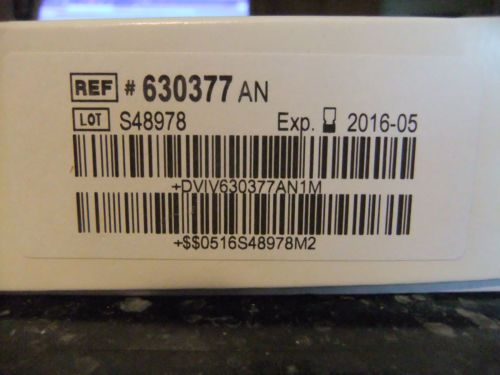 REF # 630377 AN
LOT S48978 Exp. 2016-05
+DVIV630377AN1M
+$$0516S48978M2